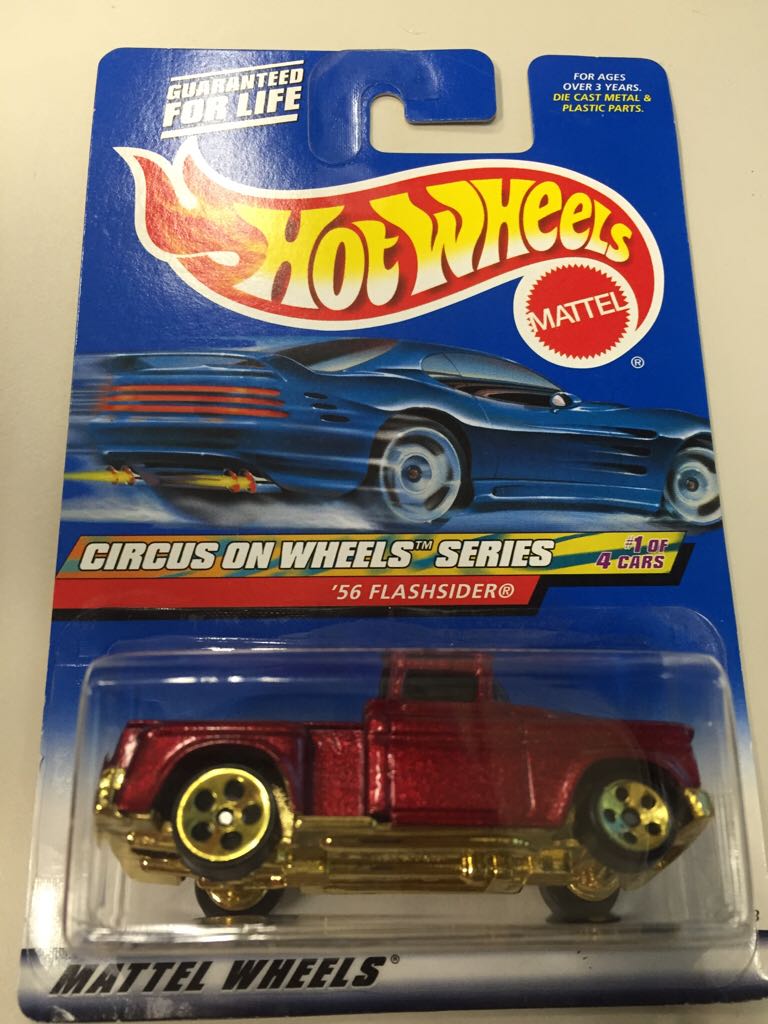 GUARANTEED
FOR LIFE
FOR AGES
OVER 3 YEARS.
DIE CAST METAL &
PLASTIC PARTS.
HOT WHEELS
MATTEL
®
CIRCUS ON WHEELS™ SERIES
#1 OF
4 CARS
'56 FLASHSIDER®
MATTEL WHEELS®